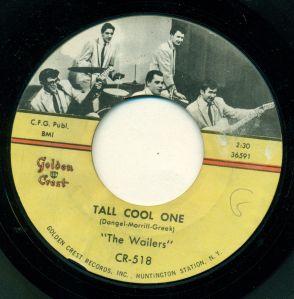 C.F.G. Publ.
BMI
2:30
36591
Golden
Crest
TALL COOL ONE
(Dangel-Morrill-Greek)
"The Wailers"
CR-518
GOLDEN CREST RECORDS, INC., HUNTINGTON STATION, N.Y.